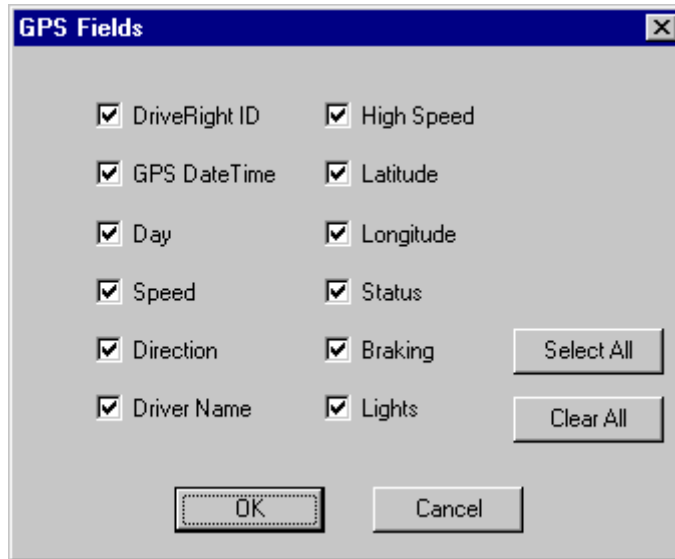 GPS Fields
DriveRight ID
High Speed
GPS DateTime
Latitude
Day
Longitude
Speed
Status
Direction
Braking
Select All
Driver Name
Lights
Clear All
OK
Cancel